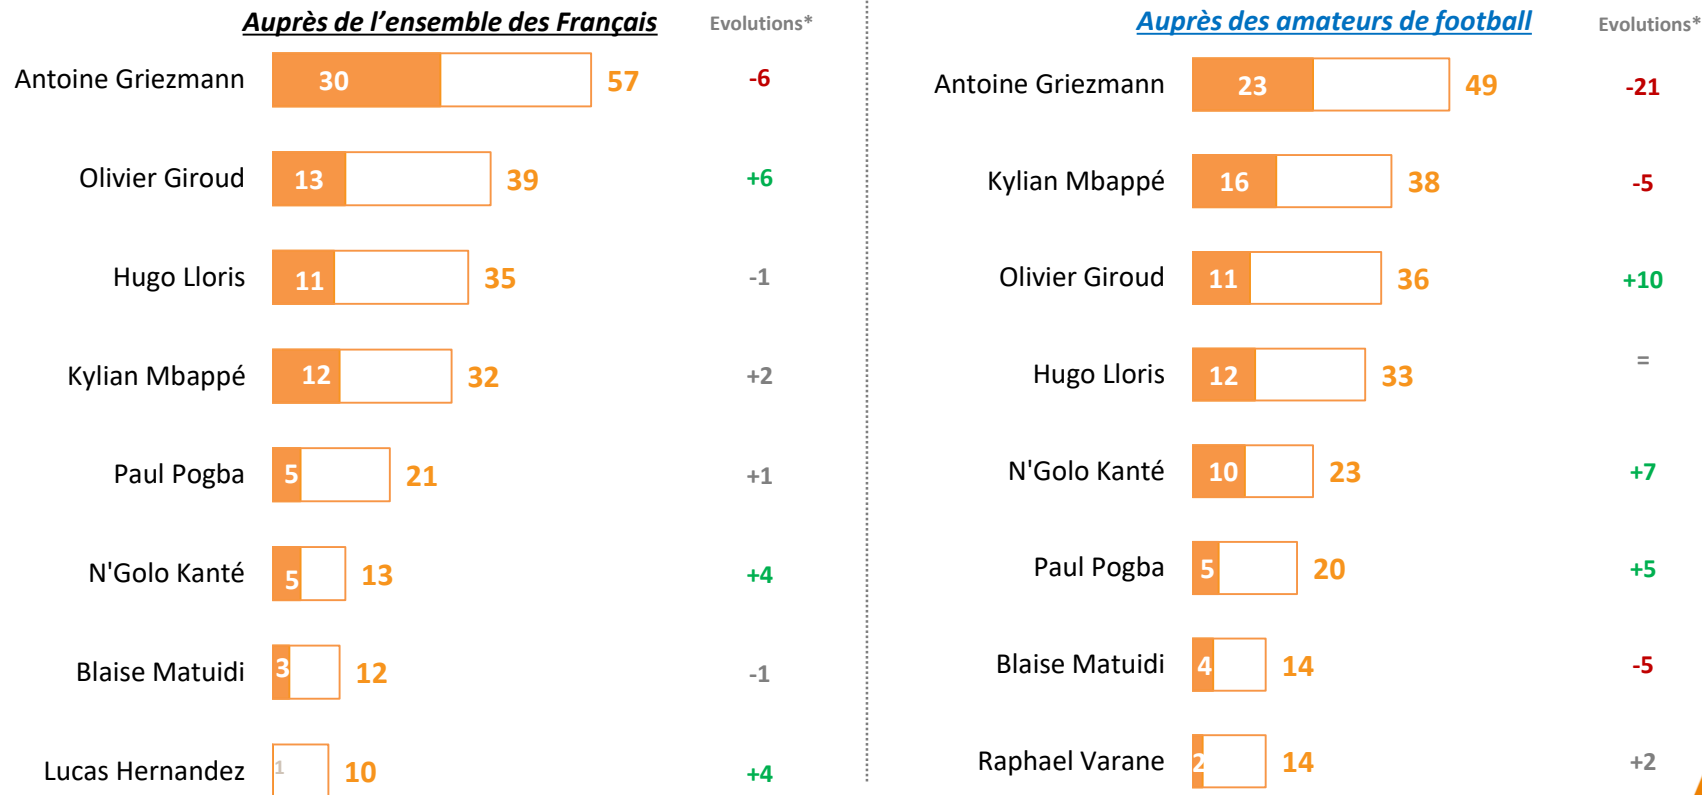 Auprès de l’ensemble des Français Evolutions*
Antoine Griezmann 30 57 -6
Olivier Giroud 13 39 +6
Hugo Lloris 11 35 -1
Kylian Mbappé 12 32 +2
Paul Pogba 5 21 +1
N'Golo Kanté 5 13 +4
Blaise Matuidi 3 12 -1
Lucas Hernandez 1 10 +4
Auprès des amateurs de football Evolutions*
Antoine Griezmann 23 49 -21
Kylian Mbappé 16 38 -5
Olivier Giroud 11 36 +10
Hugo Lloris 12 33 =
N'Golo Kanté 10 23 +7
Paul Pogba 5 20 +5
Blaise Matuidi 4 14 -5
Raphael Varane 2 14 +2